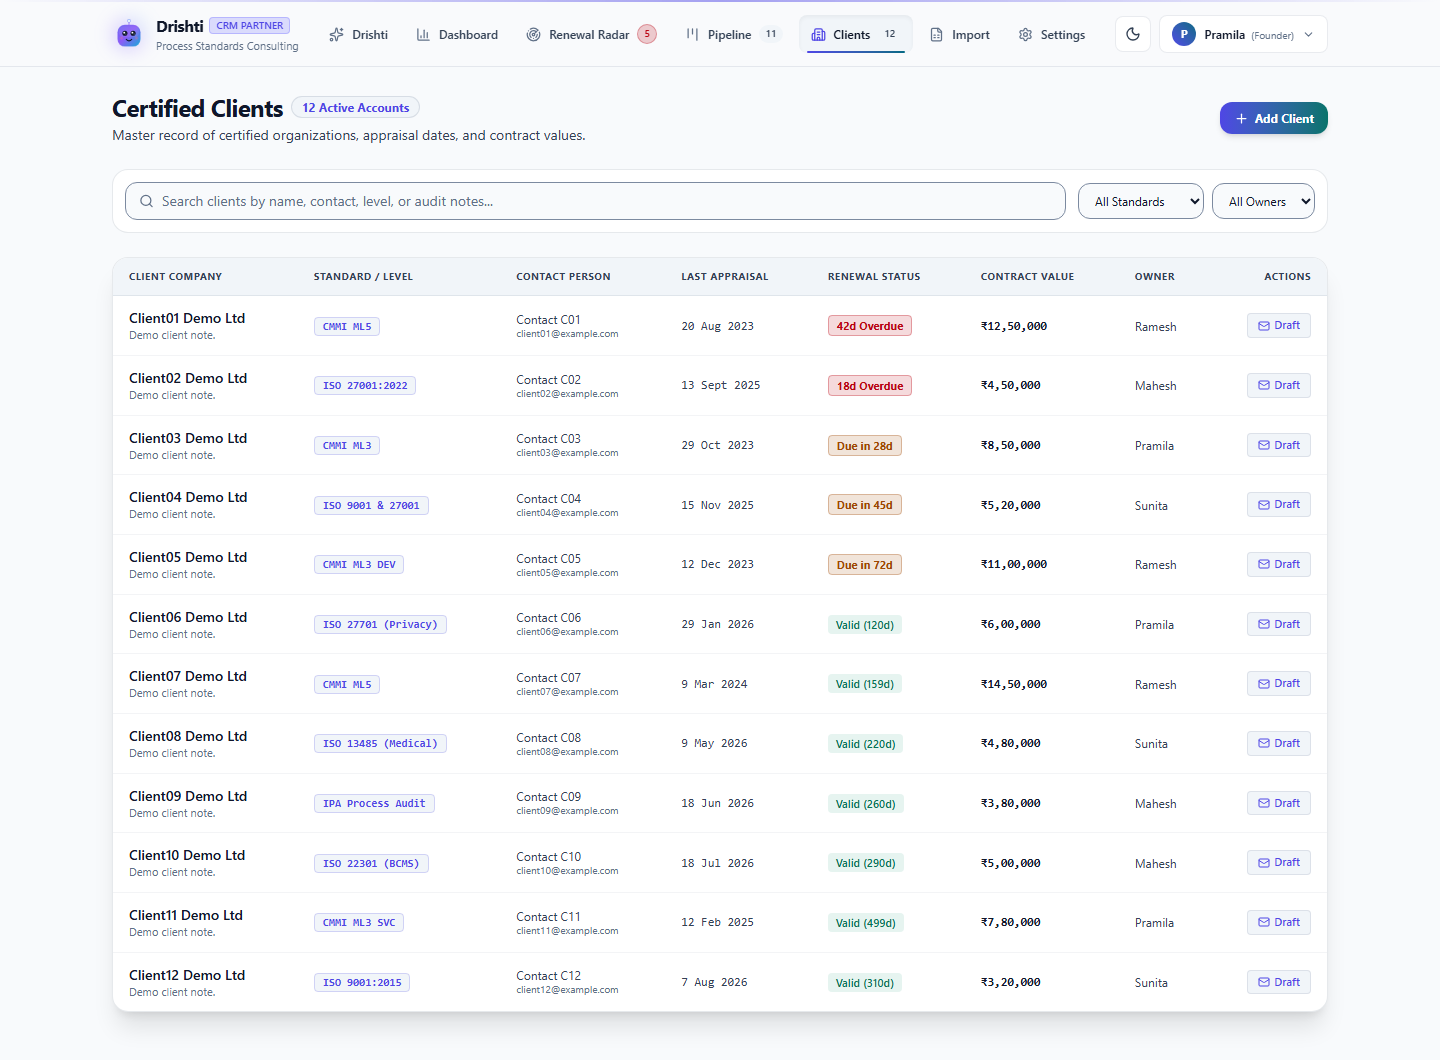 Drishti CRM PARTNER
Process Standards Consulting
Drishti
Dashboard
Renewal Radar 5
Pipeline 11
Clients 12
Import
Settings
P Pramila (Founder)
Certified Clients 12 Active Accounts
Master record of certified organizations, appraisal dates, and contract values.
+ Add Client
Search clients by name, contact, level, or audit notes...
All Standards
All Owners
CLIENT COMPANY STANDARD / LEVEL CONTACT PERSON LAST APPRAISAL RENEWAL STATUS CONTRACT VALUE OWNER ACTIONS
Client01 Demo Ltd
Demo client note.
CMMI ML5
Contact C01
client01@example.com
20 Aug 2023
42d Overdue
₹12,50,000
Ramesh
Draft
Client02 Demo Ltd
Demo client note.
ISO 27001:2022
Contact C02
client02@example.com
13 Sept 2025
18d Overdue
₹4,50,000
Mahesh
Draft
Client03 Demo Ltd
Demo client note.
CMMI ML3
Contact C03
client03@example.com
29 Oct 2023
Due in 28d
₹8,50,000
Pramila
Draft
Client04 Demo Ltd
Demo client note.
ISO 9001 & 27001
Contact C04
client04@example.com
15 Nov 2025
Due in 45d
₹5,20,000
Sunita
Draft
Client05 Demo Ltd
Demo client note.
CMMI ML3 DEV
Contact C05
client05@example.com
12 Dec 2023
Due in 72d
₹11,00,000
Ramesh
Draft
Client06 Demo Ltd
Demo client note.
ISO 27701 (Privacy)
Contact C06
client06@example.com
29 Jan 2026
Valid (120d)
₹6,00,000
Pramila
Draft
Client07 Demo Ltd
Demo client note.
CMMI ML5
Contact C07
client07@example.com
9 Mar 2024
Valid (159d)
₹14,50,000
Ramesh
Draft
Client08 Demo Ltd
Demo client note.
ISO 13485 (Medical)
Contact C08
client08@example.com
9 May 2026
Valid (220d)
₹4,80,000
Sunita
Draft
Client09 Demo Ltd
Demo client note.
IPA Process Audit
Contact C09
client09@example.com
18 Jun 2026
Valid (260d)
₹3,80,000
Mahesh
Draft
Client10 Demo Ltd
Demo client note.
ISO 22301 (BCMS)
Contact C10
client10@example.com
18 Jul 2026
Valid (290d)
₹5,00,000
Mahesh
Draft
Client11 Demo Ltd
Demo client note.
CMMI ML3 SVC
Contact C11
client11@example.com
12 Feb 2025
Valid (499d)
₹7,80,000
Pramila
Draft
Client12 Demo Ltd
Demo client note.
ISO 9001:2015
Contact C12
client12@example.com
7 Aug 2026
Valid (310d)
₹3,20,000
Sunita
Draft